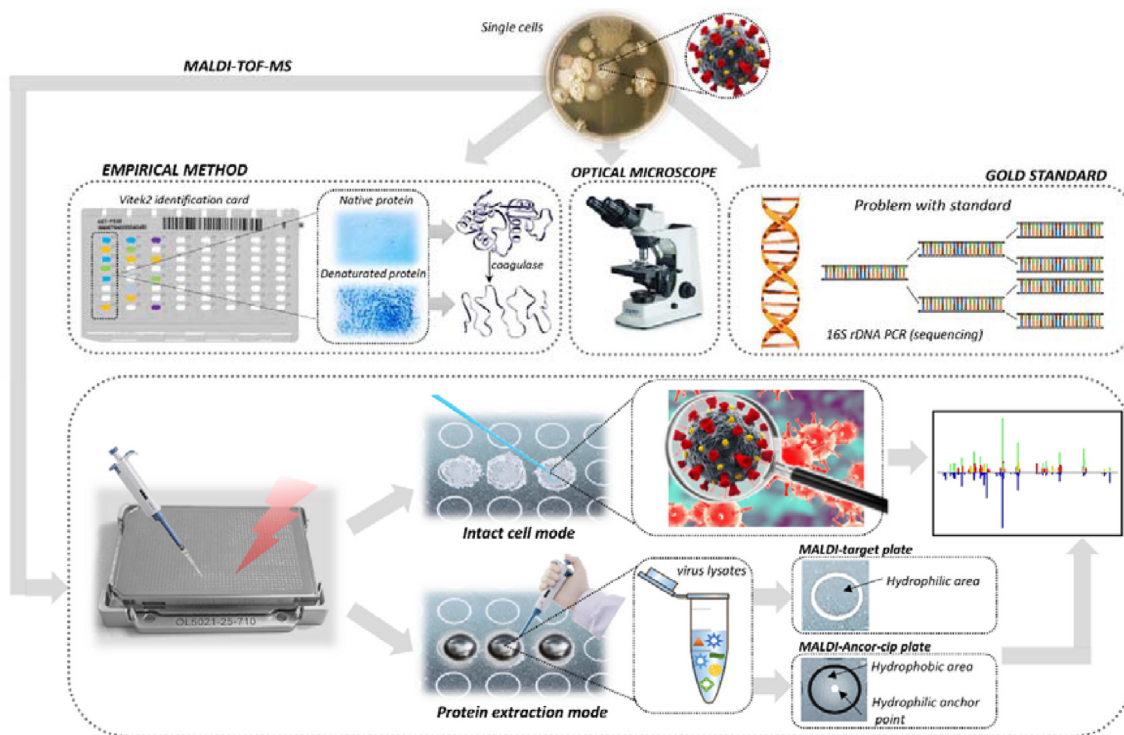 Single cells
MALDI-TOF-MS
EMPIRICAL METHOD
OPTICAL MICROSCOPE
GOLD STANDARD
Vitek2 identification card
Native protein
Denaturated protein
coagulase
Problem with standard
16S rDNA PCR (sequencing)
Intact cell mode
OL5021-25-710
Protein extraction mode
virus lysates
MALDI-target plate
Hydrophilic area
MALDI-Ancor-cip plate
Hydrophobic area
Hydrophilic anchor
point